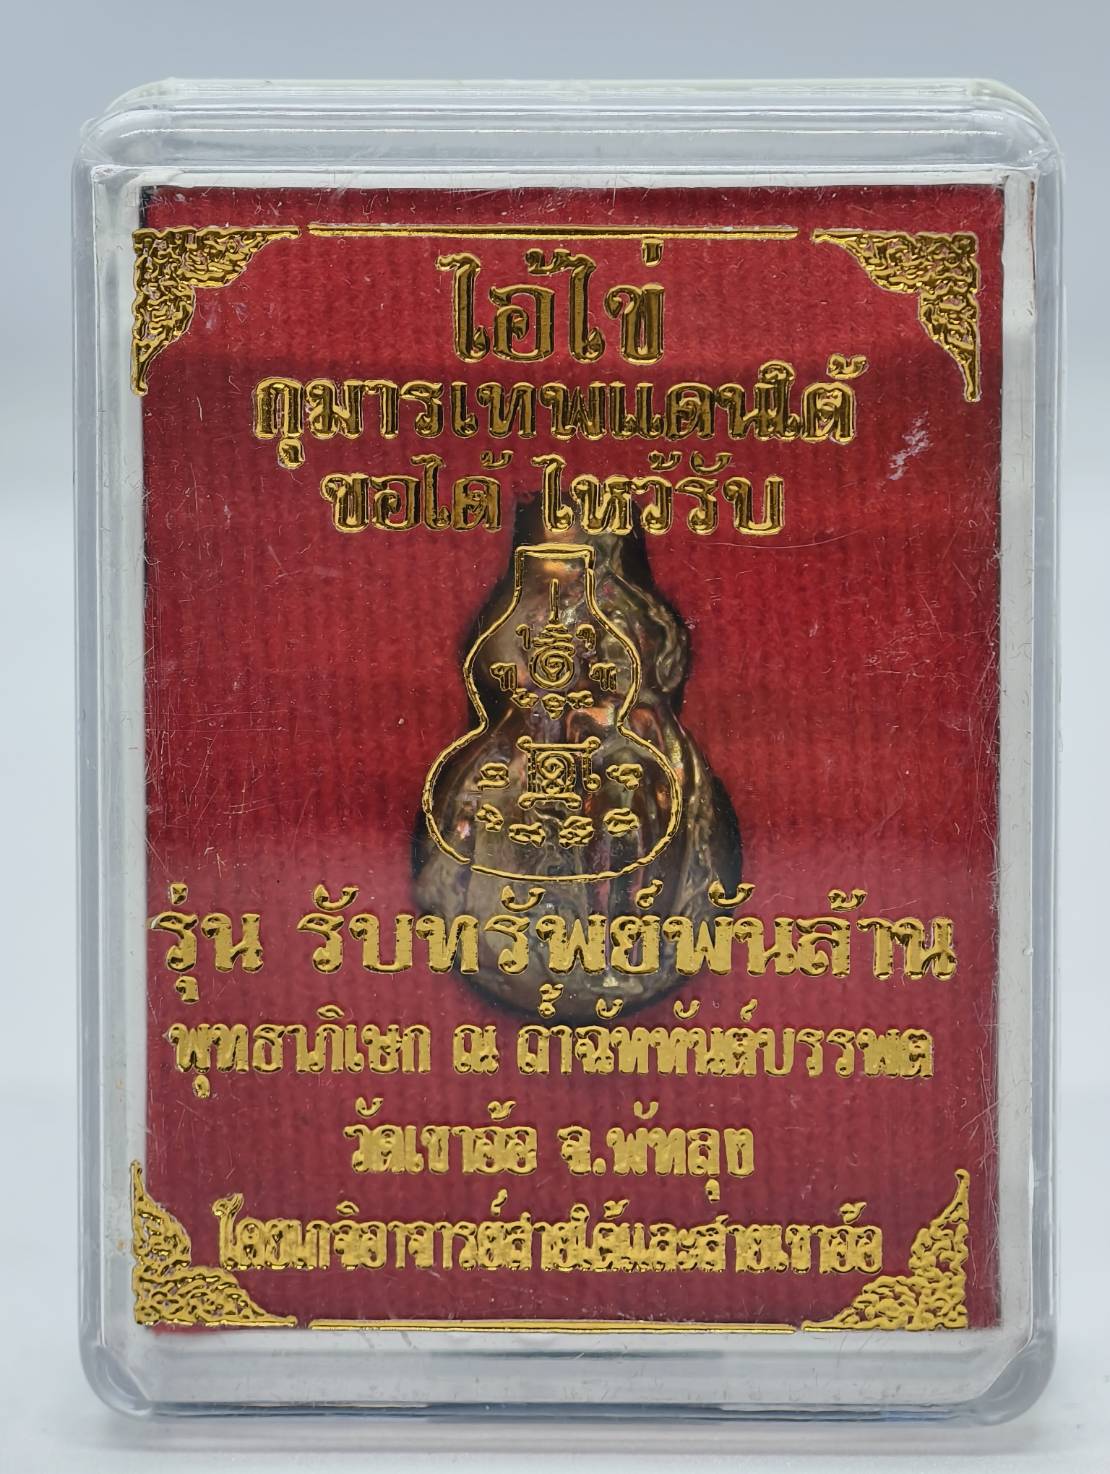 ไอ้ไข่
กุมารเทพแดนใต้
ขอได้ ไหว้รับ
รุ่น รับทรัพย์พันล้าน
พุทธาภิเษก ณ ถ้ำฉัททันต์บรรพต
วัดเขาอ้อ จ.พัทลุง
โดยเกจิอาจารย์สายใต้และสายเขาอ้อ